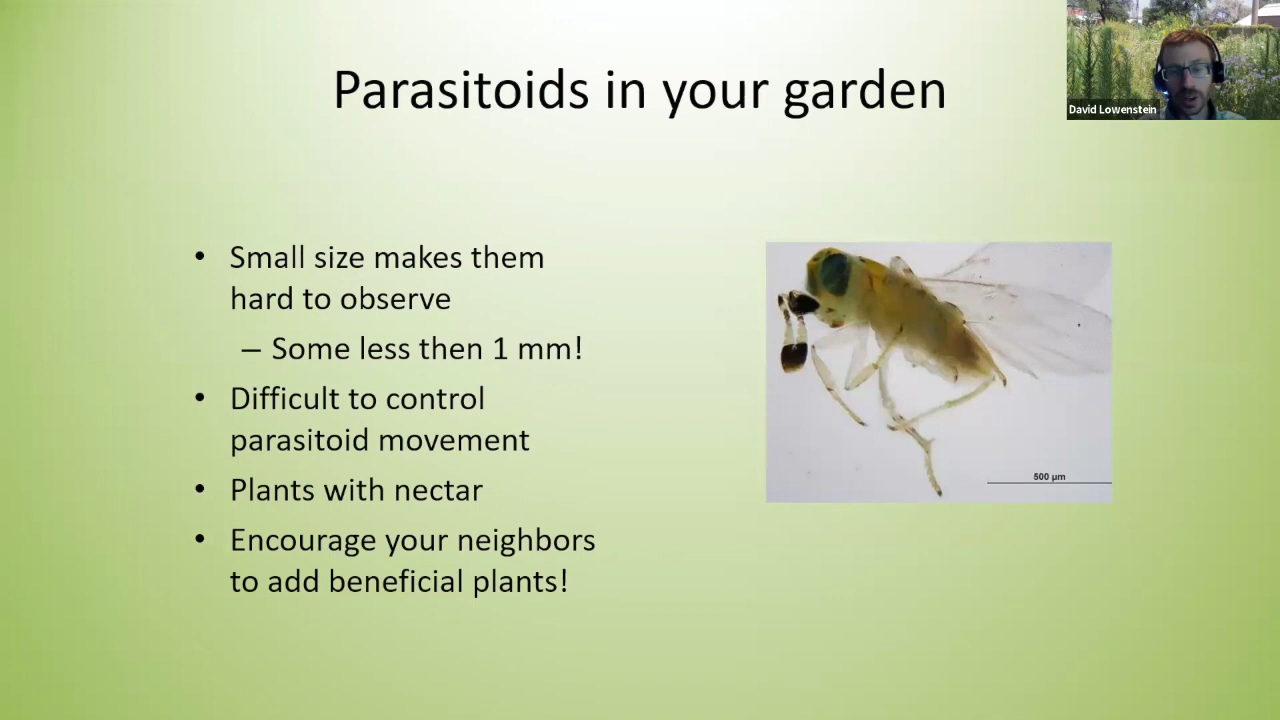 Parasitoids in your garden
David Lowenstein
• Small size makes them
hard to observe
– Some less then 1 mm!
• Difficult to control
parasitoid movement
• Plants with nectar
• Encourage your neighbors
to add beneficial plants!
500 µm